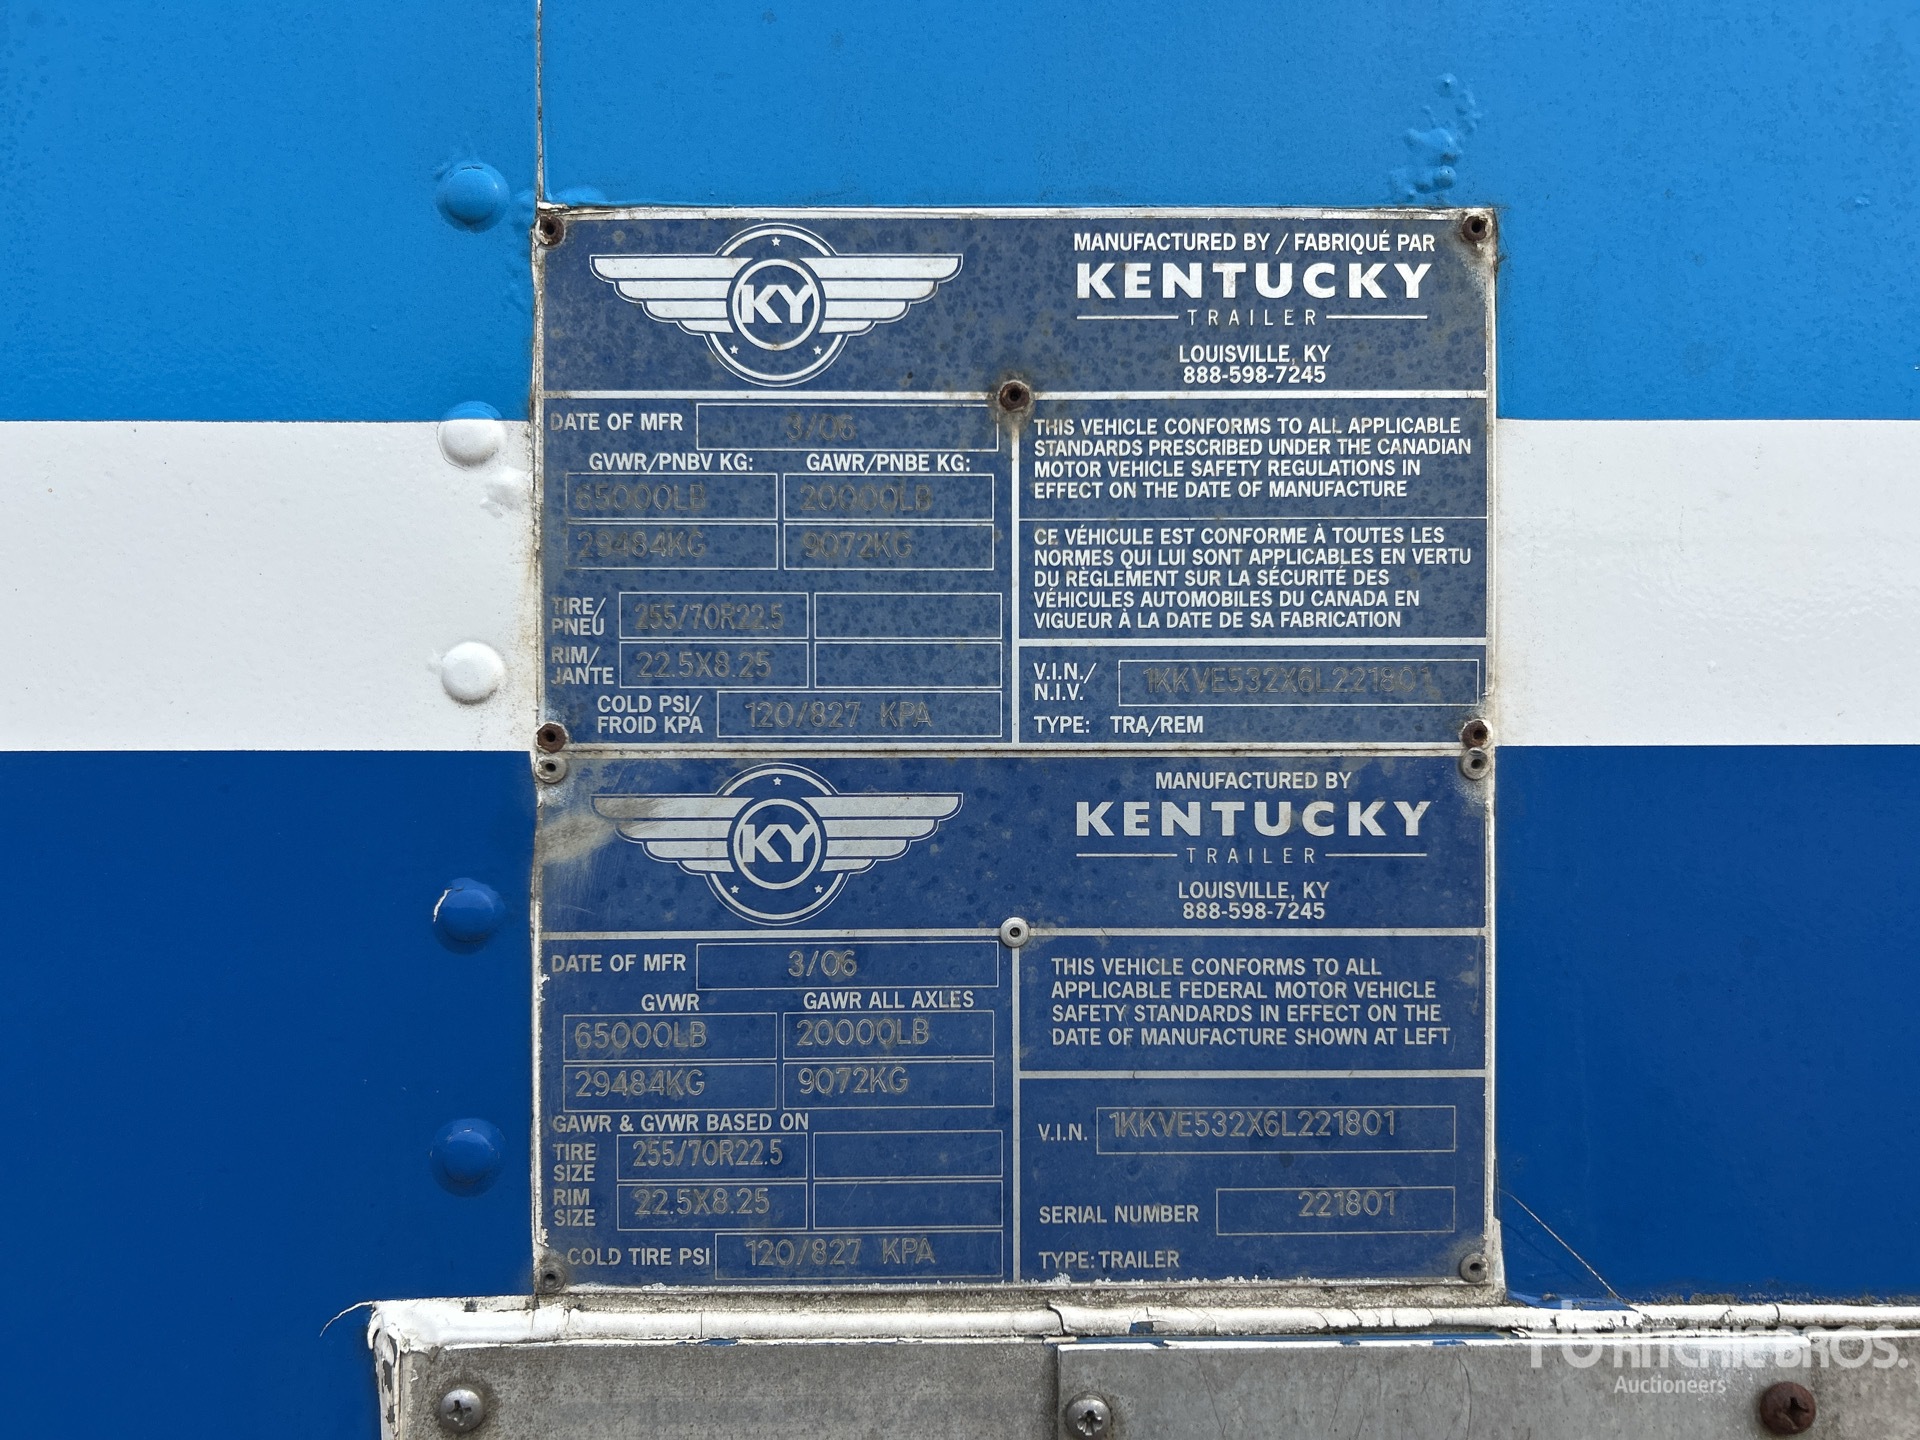 KY
MANUFACTURED BY / FABRIQUÉ PAR
KENTUCKY
TRAILER
LOUISVILLE, KY
888-598-7245
DATE OF MFR 3/06
GVWR/PNBV KG: GAWR/PNBE KG:
65000LB 20000LB
29484KG 9072KG
TIRE/
PNEU 255/70R22.5
RIM/
JANTE 22.5X8.25
COLD PSI/
FROID KPA 120/827 KPA
THIS VEHICLE CONFORMS TO ALL APPLICABLE
STANDARDS PRESCRIBED UNDER THE CANADIAN
MOTOR VEHICLE SAFETY REGULATIONS IN
EFFECT ON THE DATE OF MANUFACTURE
CE VÉHICULE EST CONFORME À TOUTES LES
NORMES QUI LUI SONT APPLICABLES EN VERTU
DU RÈGLEMENT SUR LA SÉCURITÉ DES
VÉHICULES AUTOMOBILES DU CANADA EN
VIGUEUR À LA DATE DE SA FABRICATION
V.I.N./
N.I.V. 1KKVE532X6L221801
TYPE: TRA/REM
KY
MANUFACTURED BY
KENTUCKY
TRAILER
LOUISVILLE, KY
888-598-7245
DATE OF MFR 3/06
GVWR GAWR ALL AXLES
65000LB 20000LB
29484KG 9072KG
GAWR & GVWR BASED ON
TIRE
SIZE 255/70R22.5
RIM
SIZE 22.5X8.25
COLD TIRE PSI 120/827 KPA
THIS VEHICLE CONFORMS TO ALL
APPLICABLE FEDERAL MOTOR VEHICLE
SAFETY STANDARDS IN EFFECT ON THE
DATE OF MANUFACTURE SHOWN AT LEFT
V.I.N. 1KKVE532X6L221801
SERIAL NUMBER 221801
TYPE: TRAILER
RITCHIE BROS.
Auctioneers